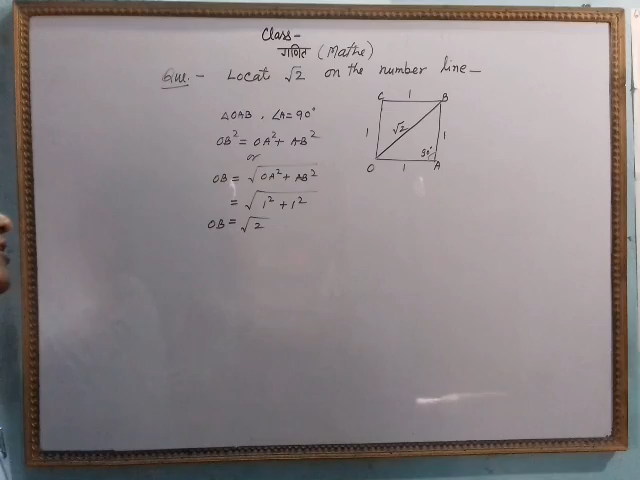 Class-
गणित (Maths)
Que. - Locat √2 on the number line -
△OAB, ∠A = 90°
OB² = OA² + AB²
or
OB = √OA² + AB²
= √1² + 1²
OB = √2
C 1 B
1 √2 1
90°
O 1 A